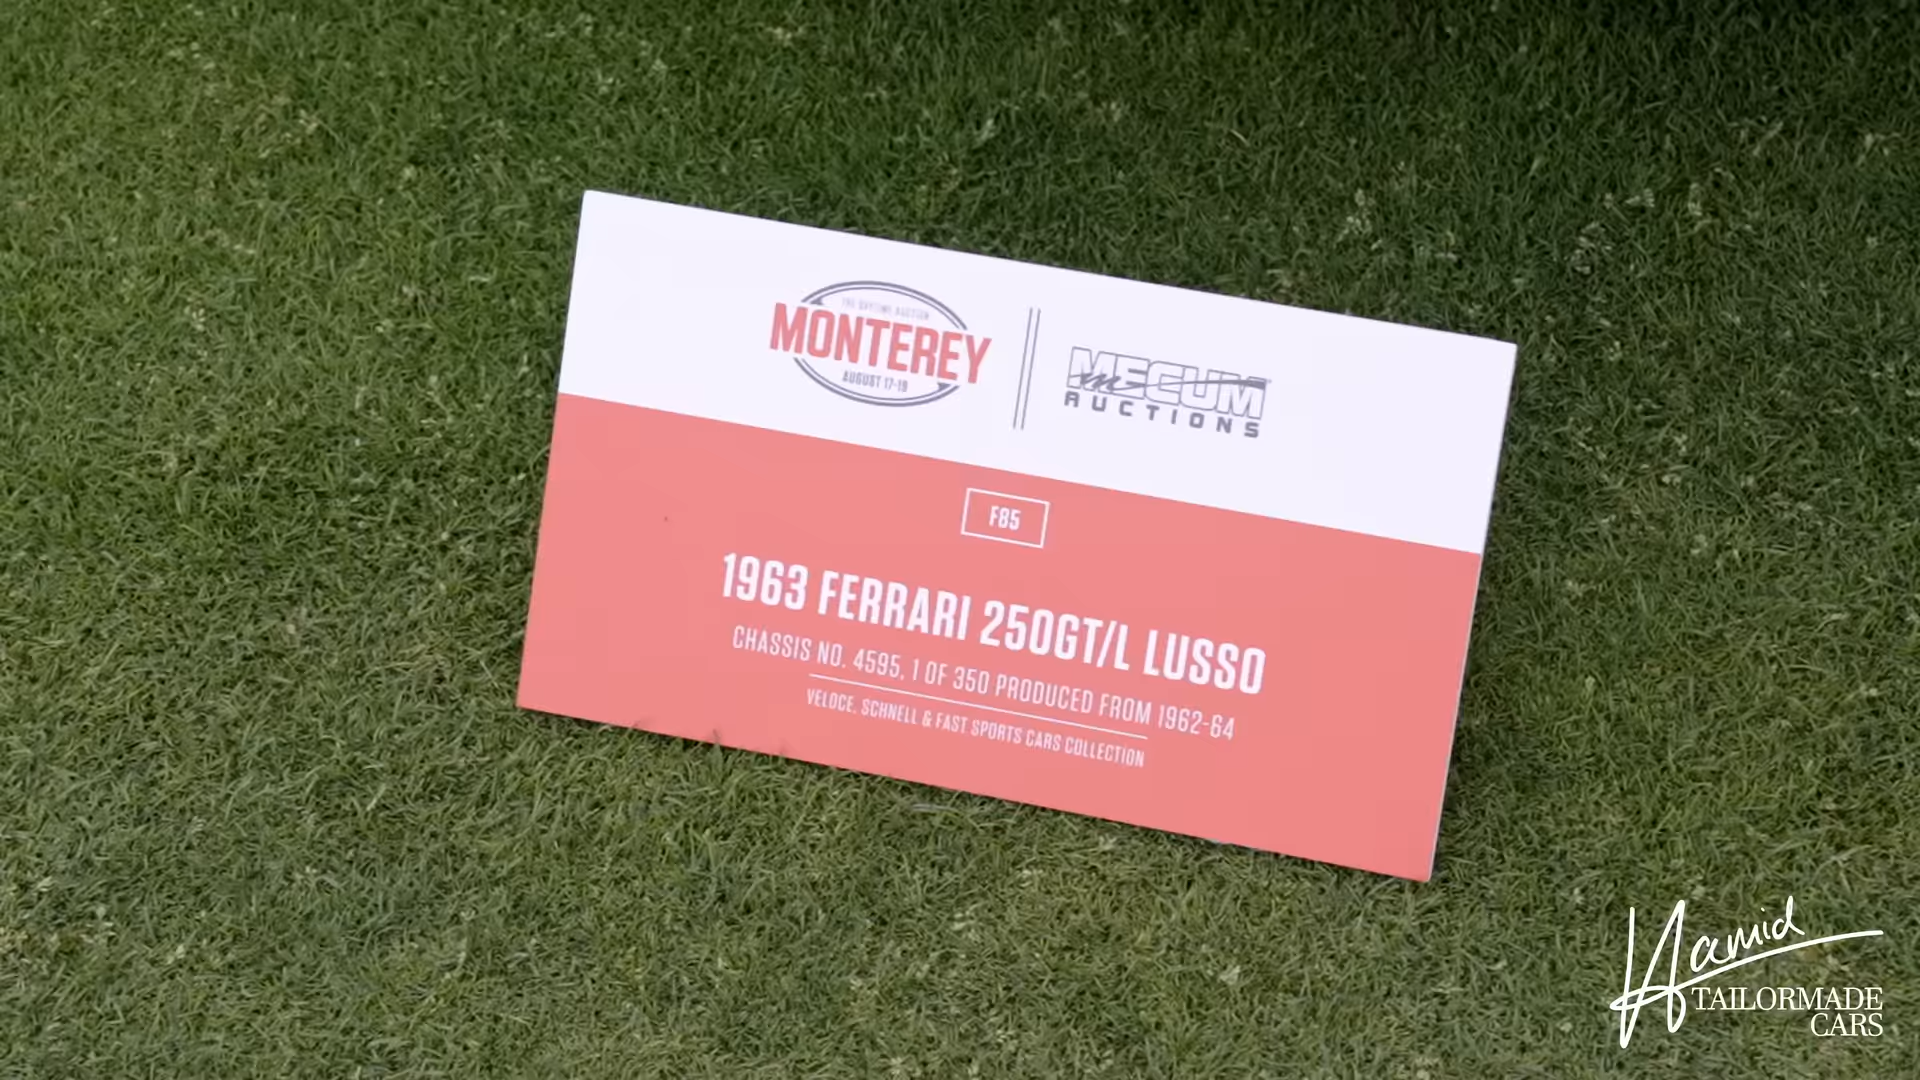 THE DAYTIME AUCTION
MONTEREY
AUGUST 17-19
MECUM
AUCTIONS
F85
1963 FERRARI 250GT/L LUSSO
CHASSIS NO. 4595, 1 OF 350 PRODUCED FROM 1962-64
VELOCE, SCHNELL & FAST SPORTS CARS COLLECTION
Hamid
TAILORMADE
CARS